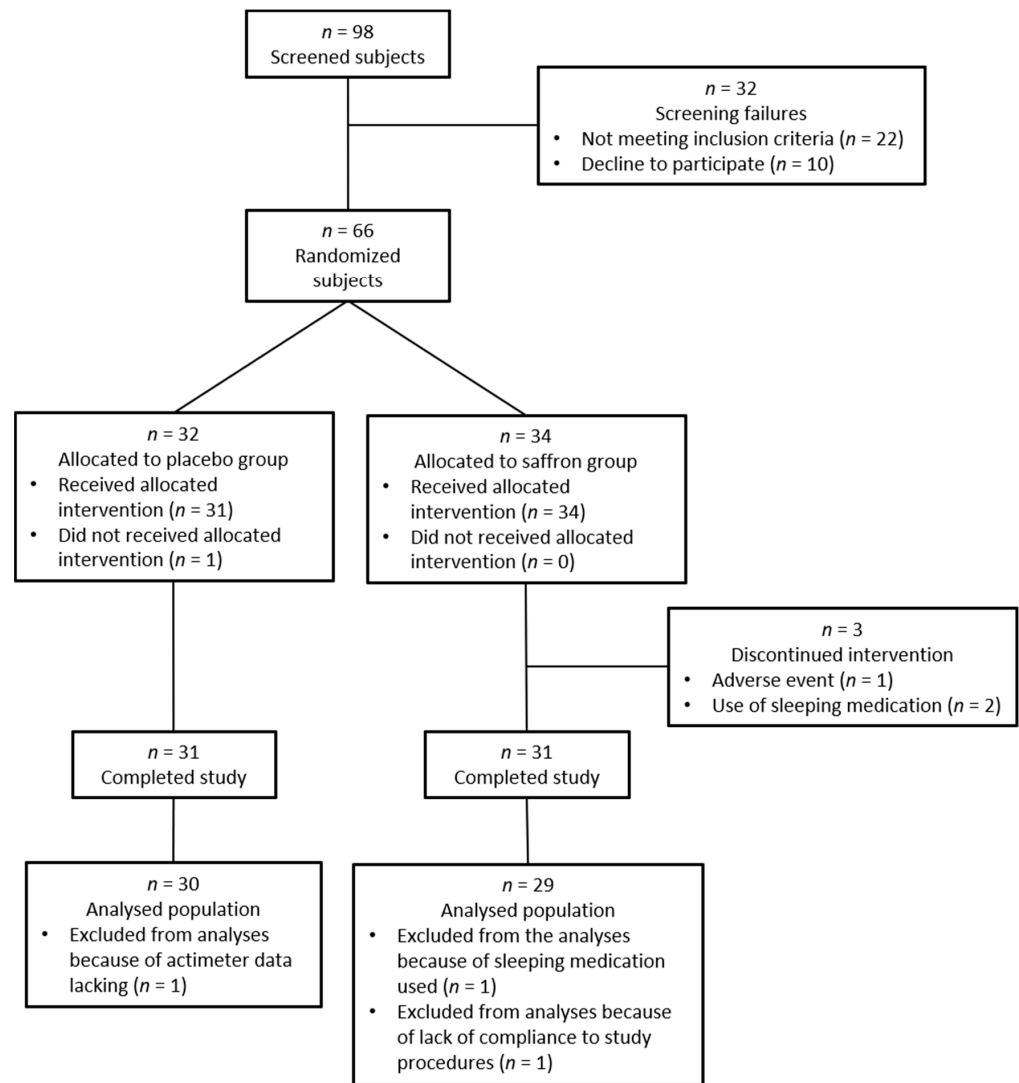 n = 98
Screened subjects
n = 32
Screening failures
• Not meeting inclusion criteria (n = 22)
• Decline to participate (n = 10)
n = 66
Randomized
subjects
n = 32
Allocated to placebo group
• Received allocated
intervention (n = 31)
• Did not received allocated
intervention (n = 1)
n = 34
Allocated to saffron group
• Received allocated
intervention (n = 34)
• Did not received allocated
intervention (n = 0)
n = 3
Discontinued intervention
• Adverse event (n = 1)
• Use of sleeping medication (n = 2)
n = 31
Completed study
n = 31
Completed study
n = 30
Analysed population
• Excluded from analyses
because of actimeter data
lacking (n = 1)
n = 29
Analysed population
• Excluded from the analyses
because of sleeping medication
used (n = 1)
• Excluded from analyses because
of lack of compliance to study
procedures (n = 1)